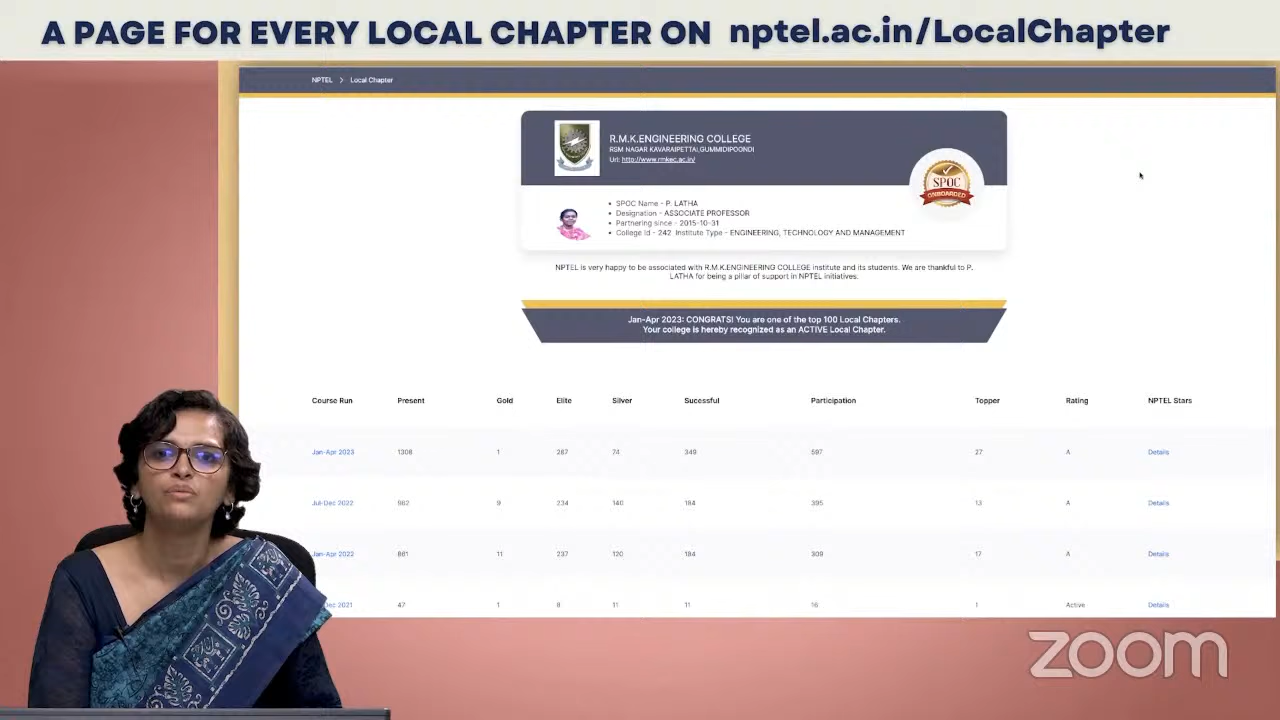 A PAGE FOR EVERY LOCAL CHAPTER ON nptel.ac.in/LocalChapter
NPTEL > Local Chapter
R.M.K.ENGINEERING COLLEGE
RSM NAGAR KAVARAIPETTAI,GUMMIDIPOONDI
Url: http://www.rmkec.ac.in/
SPOC
ONBOARDED
• SPOC Name - P. LATHA
• Designation - ASSOCIATE PROFESSOR
• Partnering since - 2015-10-31
• College Id - 242 Institute Type - ENGINEERING, TECHNOLOGY AND MANAGEMENT
NPTEL is very happy to be associated with R.M.K.ENGINEERING COLLEGE institute and its students. We are thankful to P.
LATHA for being a pillar of support in NPTEL initiatives.
Jan-Apr 2023: CONGRATS! You are one of the top 100 Local Chapters.
Your college is hereby recognized as an ACTIVE Local Chapter.
Course Run Present Gold Elite Silver Sucessful Participation Topper Rating NPTEL Stars
Jan-Apr 2023 1308 1 287 74 349 597 27 A Details
Jul-Dec 2022 982 9 234 140 184 395 13 A Details
Jan-Apr 2022 861 11 237 120 194 309 17 A Details
Dec 2021 47 1 8 11 11 16 1 Active Details
zoom